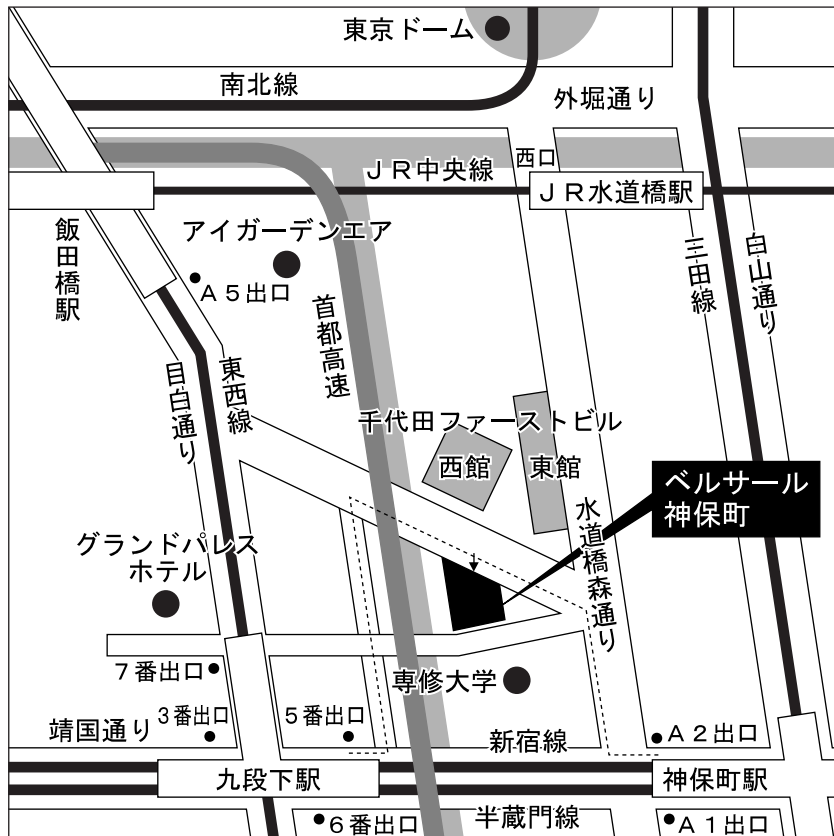 東京ドーム
南北線
外堀通り
西口
JR中央線
JR水道橋駅
飯田橋駅
アイガーデンエア
A5出口
首都高速
三田線
白山通り
目白通り
東西線
千代田ファーストビル
西館
東館
ベルサール
神保町
水道橋森通り
グランドパレス
ホテル
7番出口
専修大学
靖国通り
3番出口
5番出口
新宿線
A2出口
九段下駅
神保町駅
6番出口
半蔵門線
A1出口